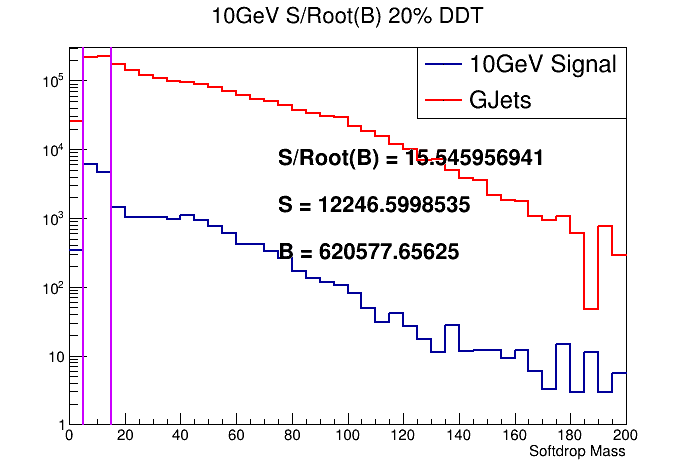 10GeV S/Root(B) 20% DDT
10GeV Signal
GJets
S/Root(B) = 15.545956941
S = 12246.5998535
B = 620577.65625
10^5
10^4
10^3
10^2
10
1
0 20 40 60 80 100 120 140 160 180 200
Softdrop Mass